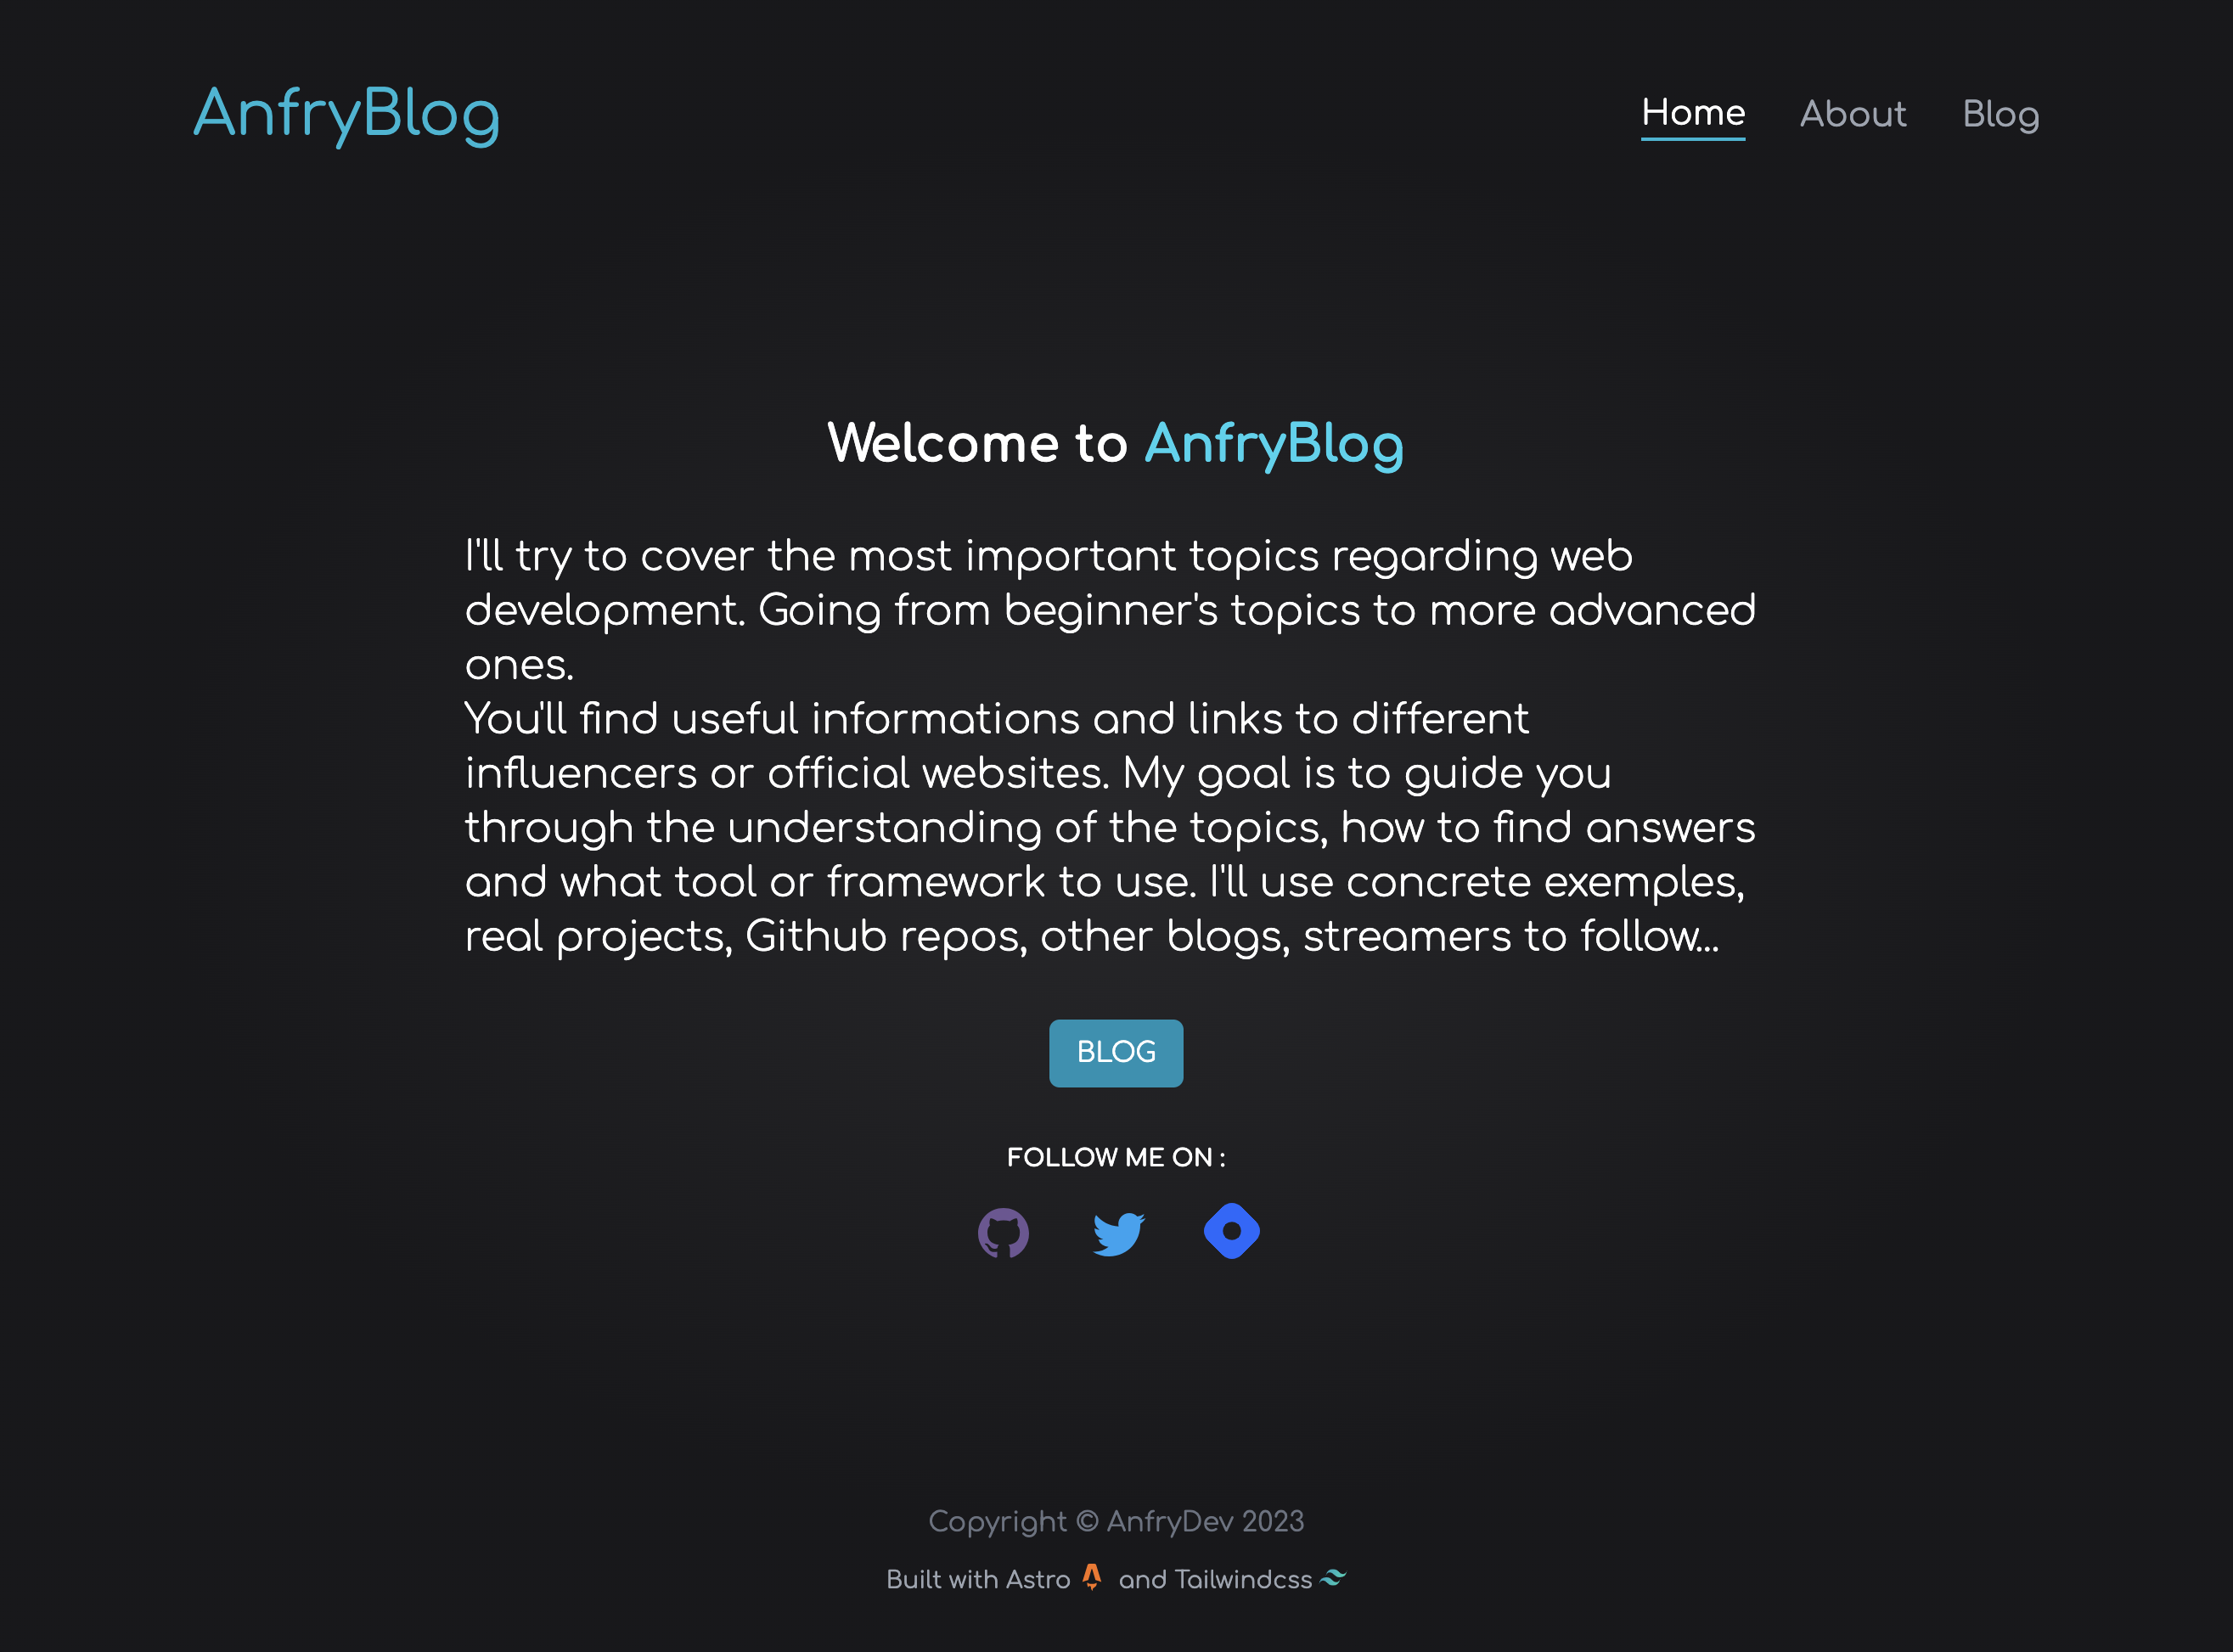 AnfryBlog
Home About Blog
Welcome to AnfryBlog
I'll try to cover the most important topics regarding web
development. Going from beginner's topics to more advanced
ones.
You'll find useful informations and links to different
influencers or official websites. My goal is to guide you
through the understanding of the topics, how to find answers
and what tool or framework to use. I'll use concrete exemples,
real projects, Github repos, other blogs, streamers to follow...
BLOG
FOLLOW ME ON :
Copyright © AnfryDev 2023
Built with Astro and Tailwindcss